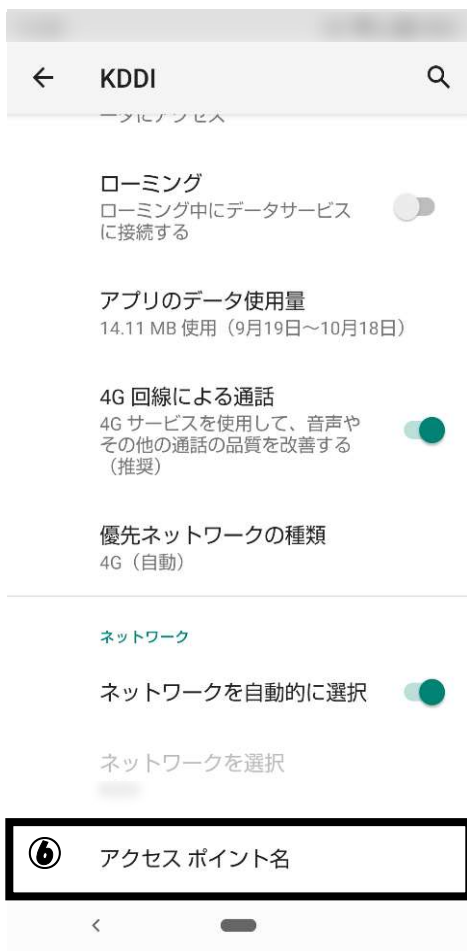 KDDI
ータにアクセス
ローミング
ローミング中にデータサービス
に接続する
アプリのデータ使用量
14.11 MB 使用（9月19日～10月18日）
4G 回線による通話
4G サービスを使用して、音声や
その他の通話の品質を改善する
（推奨）
優先ネットワークの種類
4G（自動）
ネットワーク
ネットワークを自動的に選択
ネットワークを選択
⑥ アクセス ポイント名